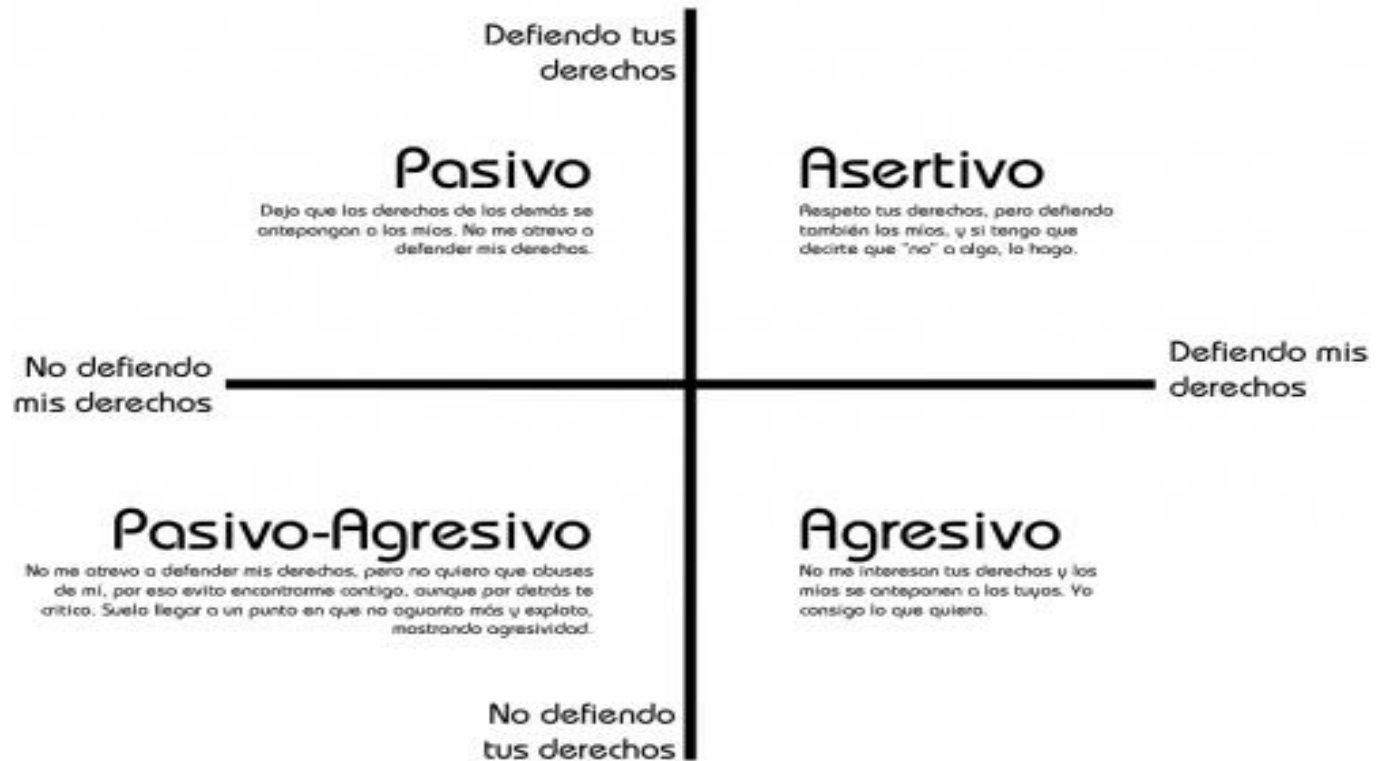 Defiendo tus
derechos
Pasivo
Dejo que los derechos de los demás se
antepongan a los míos. No me atrevo a
defender mis derechos.
Asertivo
Respeto tus derechos, pero defiendo
también los míos, y si tengo que
decirte que "no" a algo, lo hago.
No defiendo
mis derechos
Defiendo mis
derechos
Pasivo-Agresivo
No me atrevo a defender mis derechos, pero no quiero que abuses
de mí, por eso evito encontrarme contigo, aunque por detrás te
critico. Suelo llegar a un punto en que no aguanto más y exploto,
mostrando agresividad.
Agresivo
No me interesan tus derechos y los
míos se anteponen a los tuyos. Yo
consigo lo que quiero.
No defiendo
tus derechos